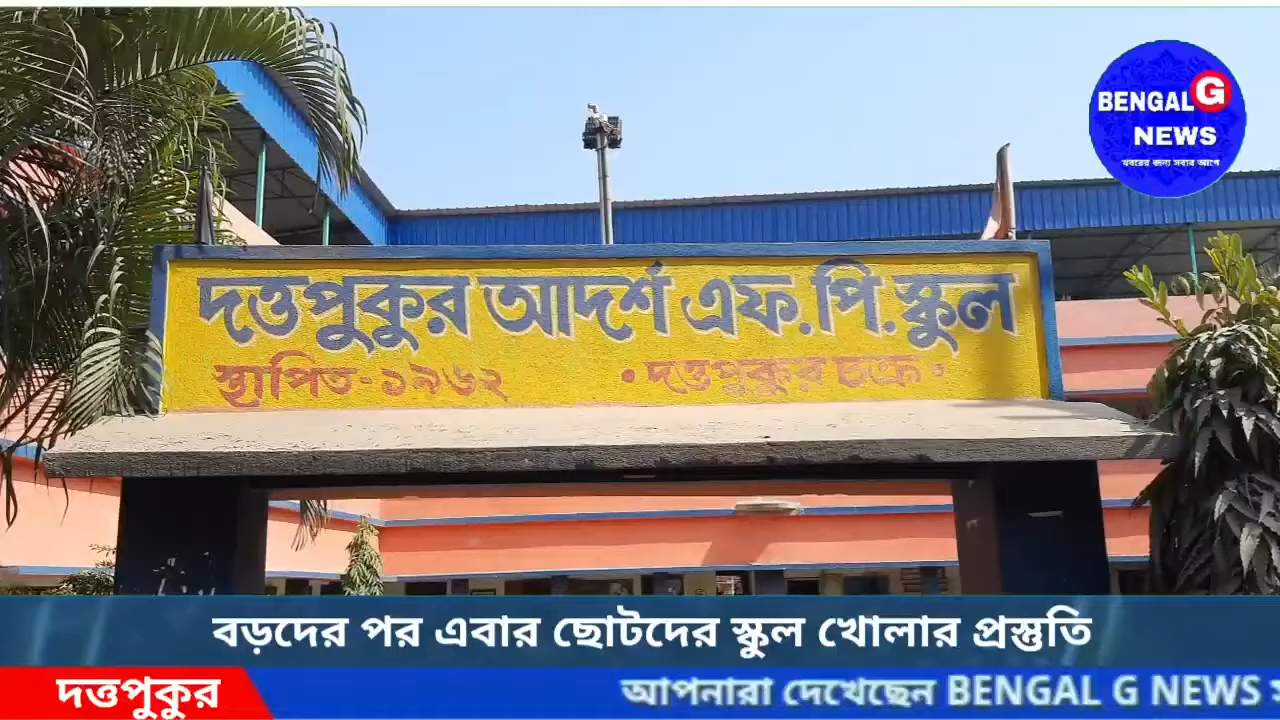 BENGAL G
NEWS
খবরের জন্য সবার আগে
দত্তপুকুর আদর্শ এফ.পি. স্কুল
স্থাপিত-১৯৬২ • দত্তপুকুর চক্র •
বড়দের পর এবার ছোটদের স্কুল খোলার প্রস্তুতি
দত্তপুকুর
আপনারা দেখেছেন BENGAL G NEWS